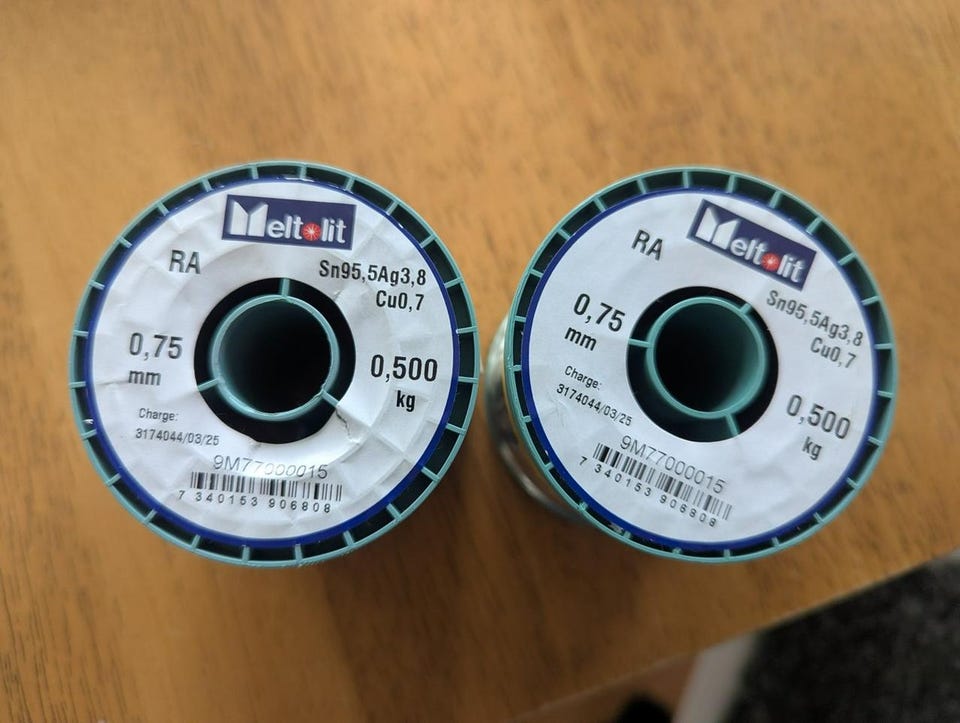 Meltolit
RA
Sn95,5Ag3,8
Cu0,7
0,75
mm
0,500
kg
Charge:
3174044/03/25
9M77000015
7 340153 906808
Meltolit
RA
Sn95,5Ag3,8
Cu0,7
0,75
mm
0,500
kg
Charge:
3174044/03/25
9M77000015
7 340153 906808